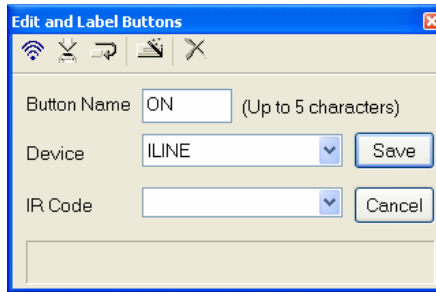 Edit and Label Buttons
Button Name ON (Up to 5 characters)
Device ILINE Save
IR Code Cancel